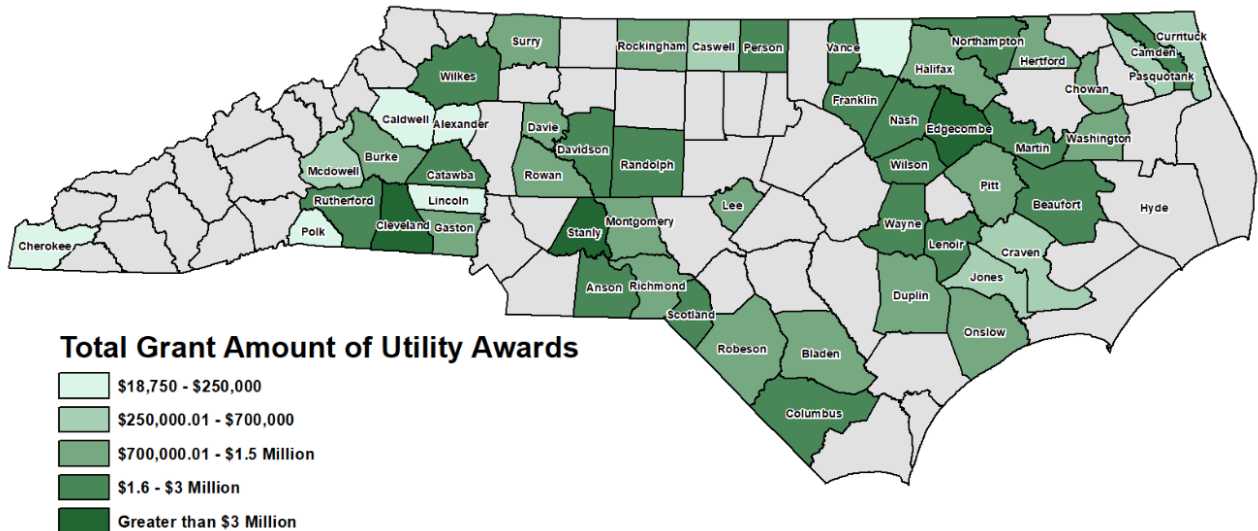 Surry
Rockingham
Caswell
Person
Vance
Northampton
Currituck
Camden
Hertford
Halifax
Wilkes
Pasquotank
Chowan
Franklin
Nash
Caldwell
Alexander
Edgecombe
Davie
Washington
Davidson
Martin
Burke
Randolph
Wilson
Mcdowell
Catawba
Rowan
Pitt
Rutherford
Lincoln
Lee
Beaufort
Hyde
Montgomery
Cleveland
Gaston
Polk
Stanly
Wayne
Cherokee
Lenoir
Craven
Jones
Anson
Richmond
Duplin
Scotland
Onslow
Robeson
Bladen
Columbus
Total Grant Amount of Utility Awards
$18,750 - $250,000
$250,000.01 - $700,000
$700,000.01 - $1.5 Million
$1.6 - $3 Million
Greater than $3 Million